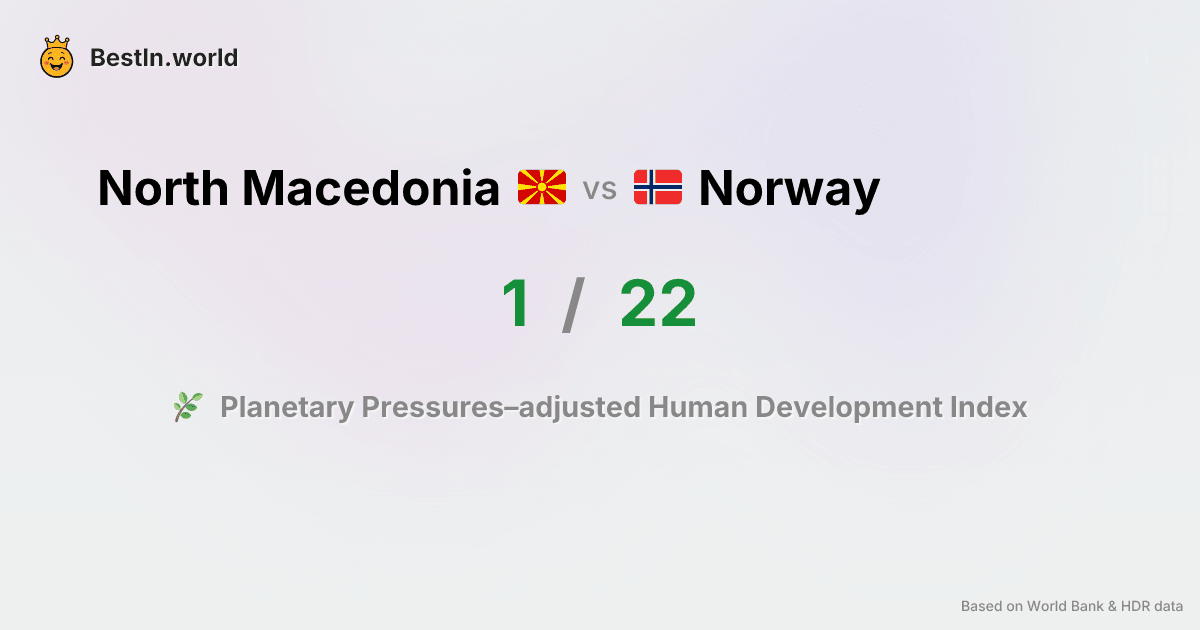 BestIn.world
North Macedonia vs Norway
1 / 22
Planetary Pressures–adjusted Human Development Index
Based on World Bank & HDR data